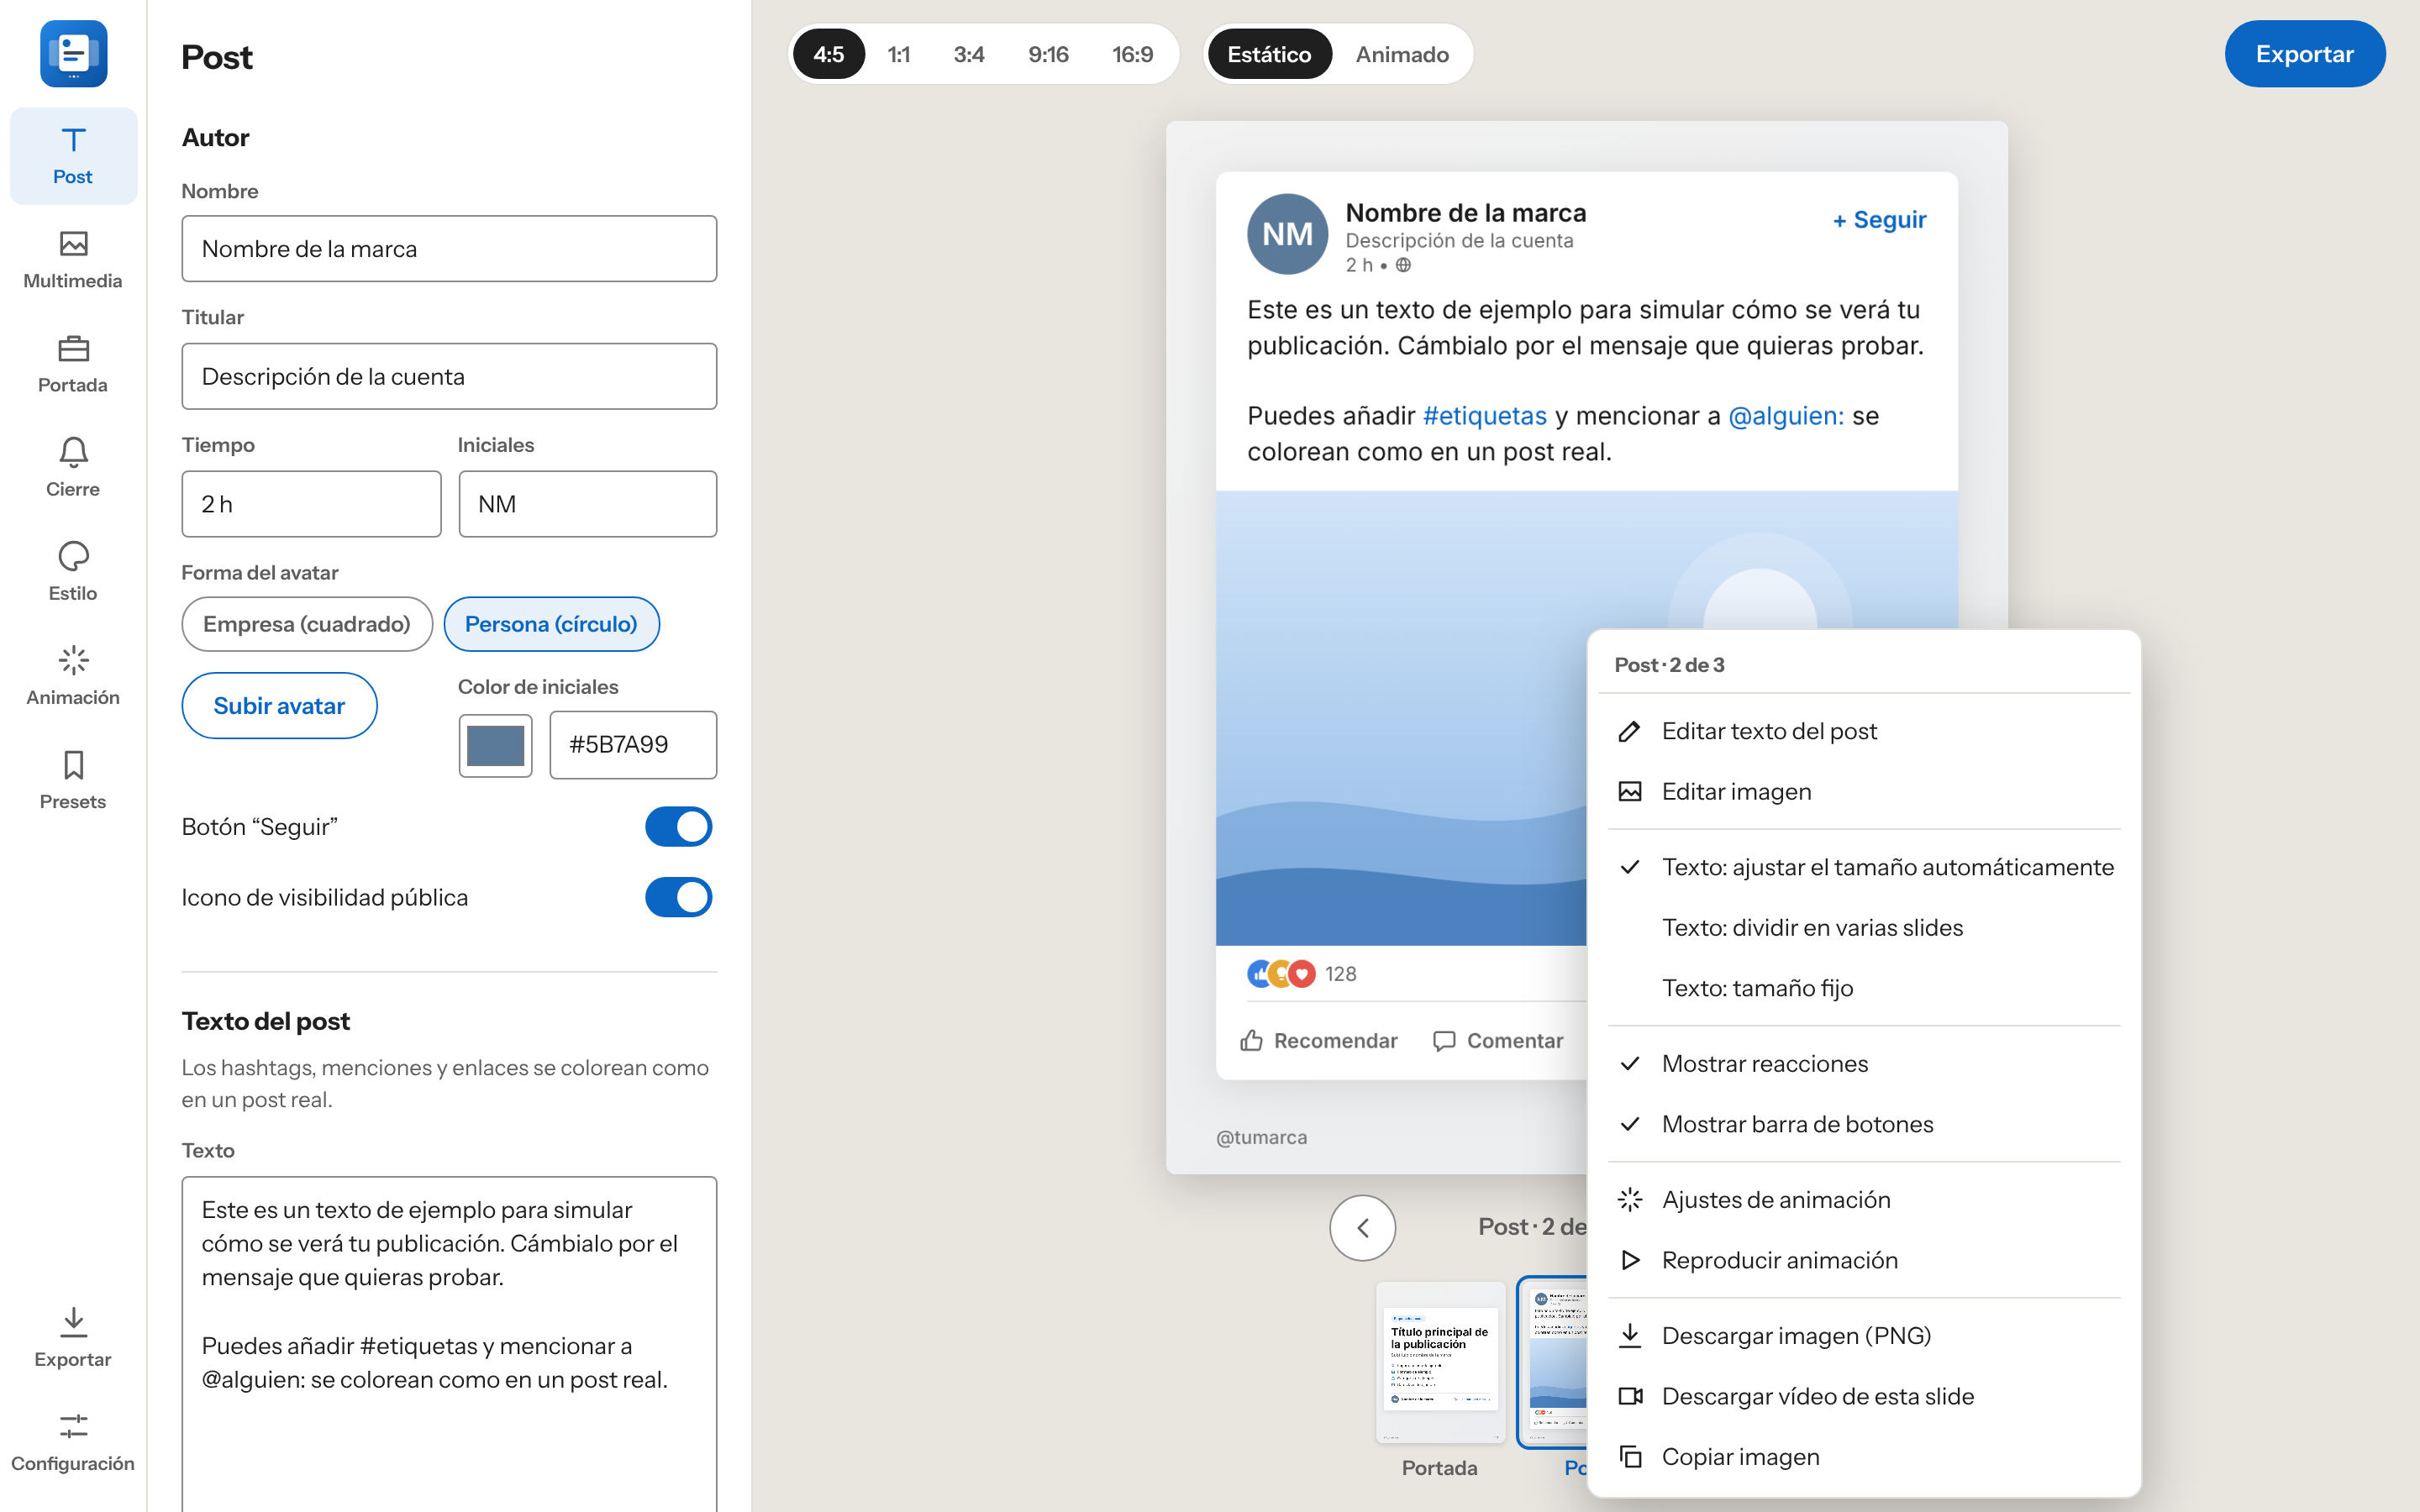 Post
Multimedia
Portada
Cierre
Estilo
Animación
Presets
Exportar
Configuración
Post
Autor
Nombre
Nombre de la marca
Titular
Descripción de la cuenta
Tiempo
Iniciales
2 h
NM
Forma del avatar
Empresa (cuadrado)
Persona (círculo)
Subir avatar
Color de iniciales
#5B7A99
Botón “Seguir”
Icono de visibilidad pública
Texto del post
Los hashtags, menciones y enlaces se colorean como
en un post real.
Texto
Este es un texto de ejemplo para simular
cómo se verá tu publicación. Cámbialo por el
mensaje que quieras probar.
Puedes añadir #etiquetas y mencionar a
@alguien: se colorean como en un post real.
4:5 1:1 3:4 9:16 16:9
Estático Animado
Exportar
NM
Nombre de la marca
Descripción de la cuenta
2 h •
+ Seguir
Este es un texto de ejemplo para simular cómo se verá tu
publicación. Cámbialo por el mensaje que quieras probar.
Puedes añadir #etiquetas y mencionar a @alguien: se
colorean como en un post real.
128
Recomendar
Comentar
@tumarca
Post · 2 de
Título principal de
la publicación
Portada
Po
Post · 2 de 3
Editar texto del post
Editar imagen
Texto: ajustar el tamaño automáticamente
Texto: dividir en varias slides
Texto: tamaño fijo
Mostrar reacciones
Mostrar barra de botones
Ajustes de animación
Reproducir animación
Descargar imagen (PNG)
Descargar vídeo de esta slide
Copiar imagen